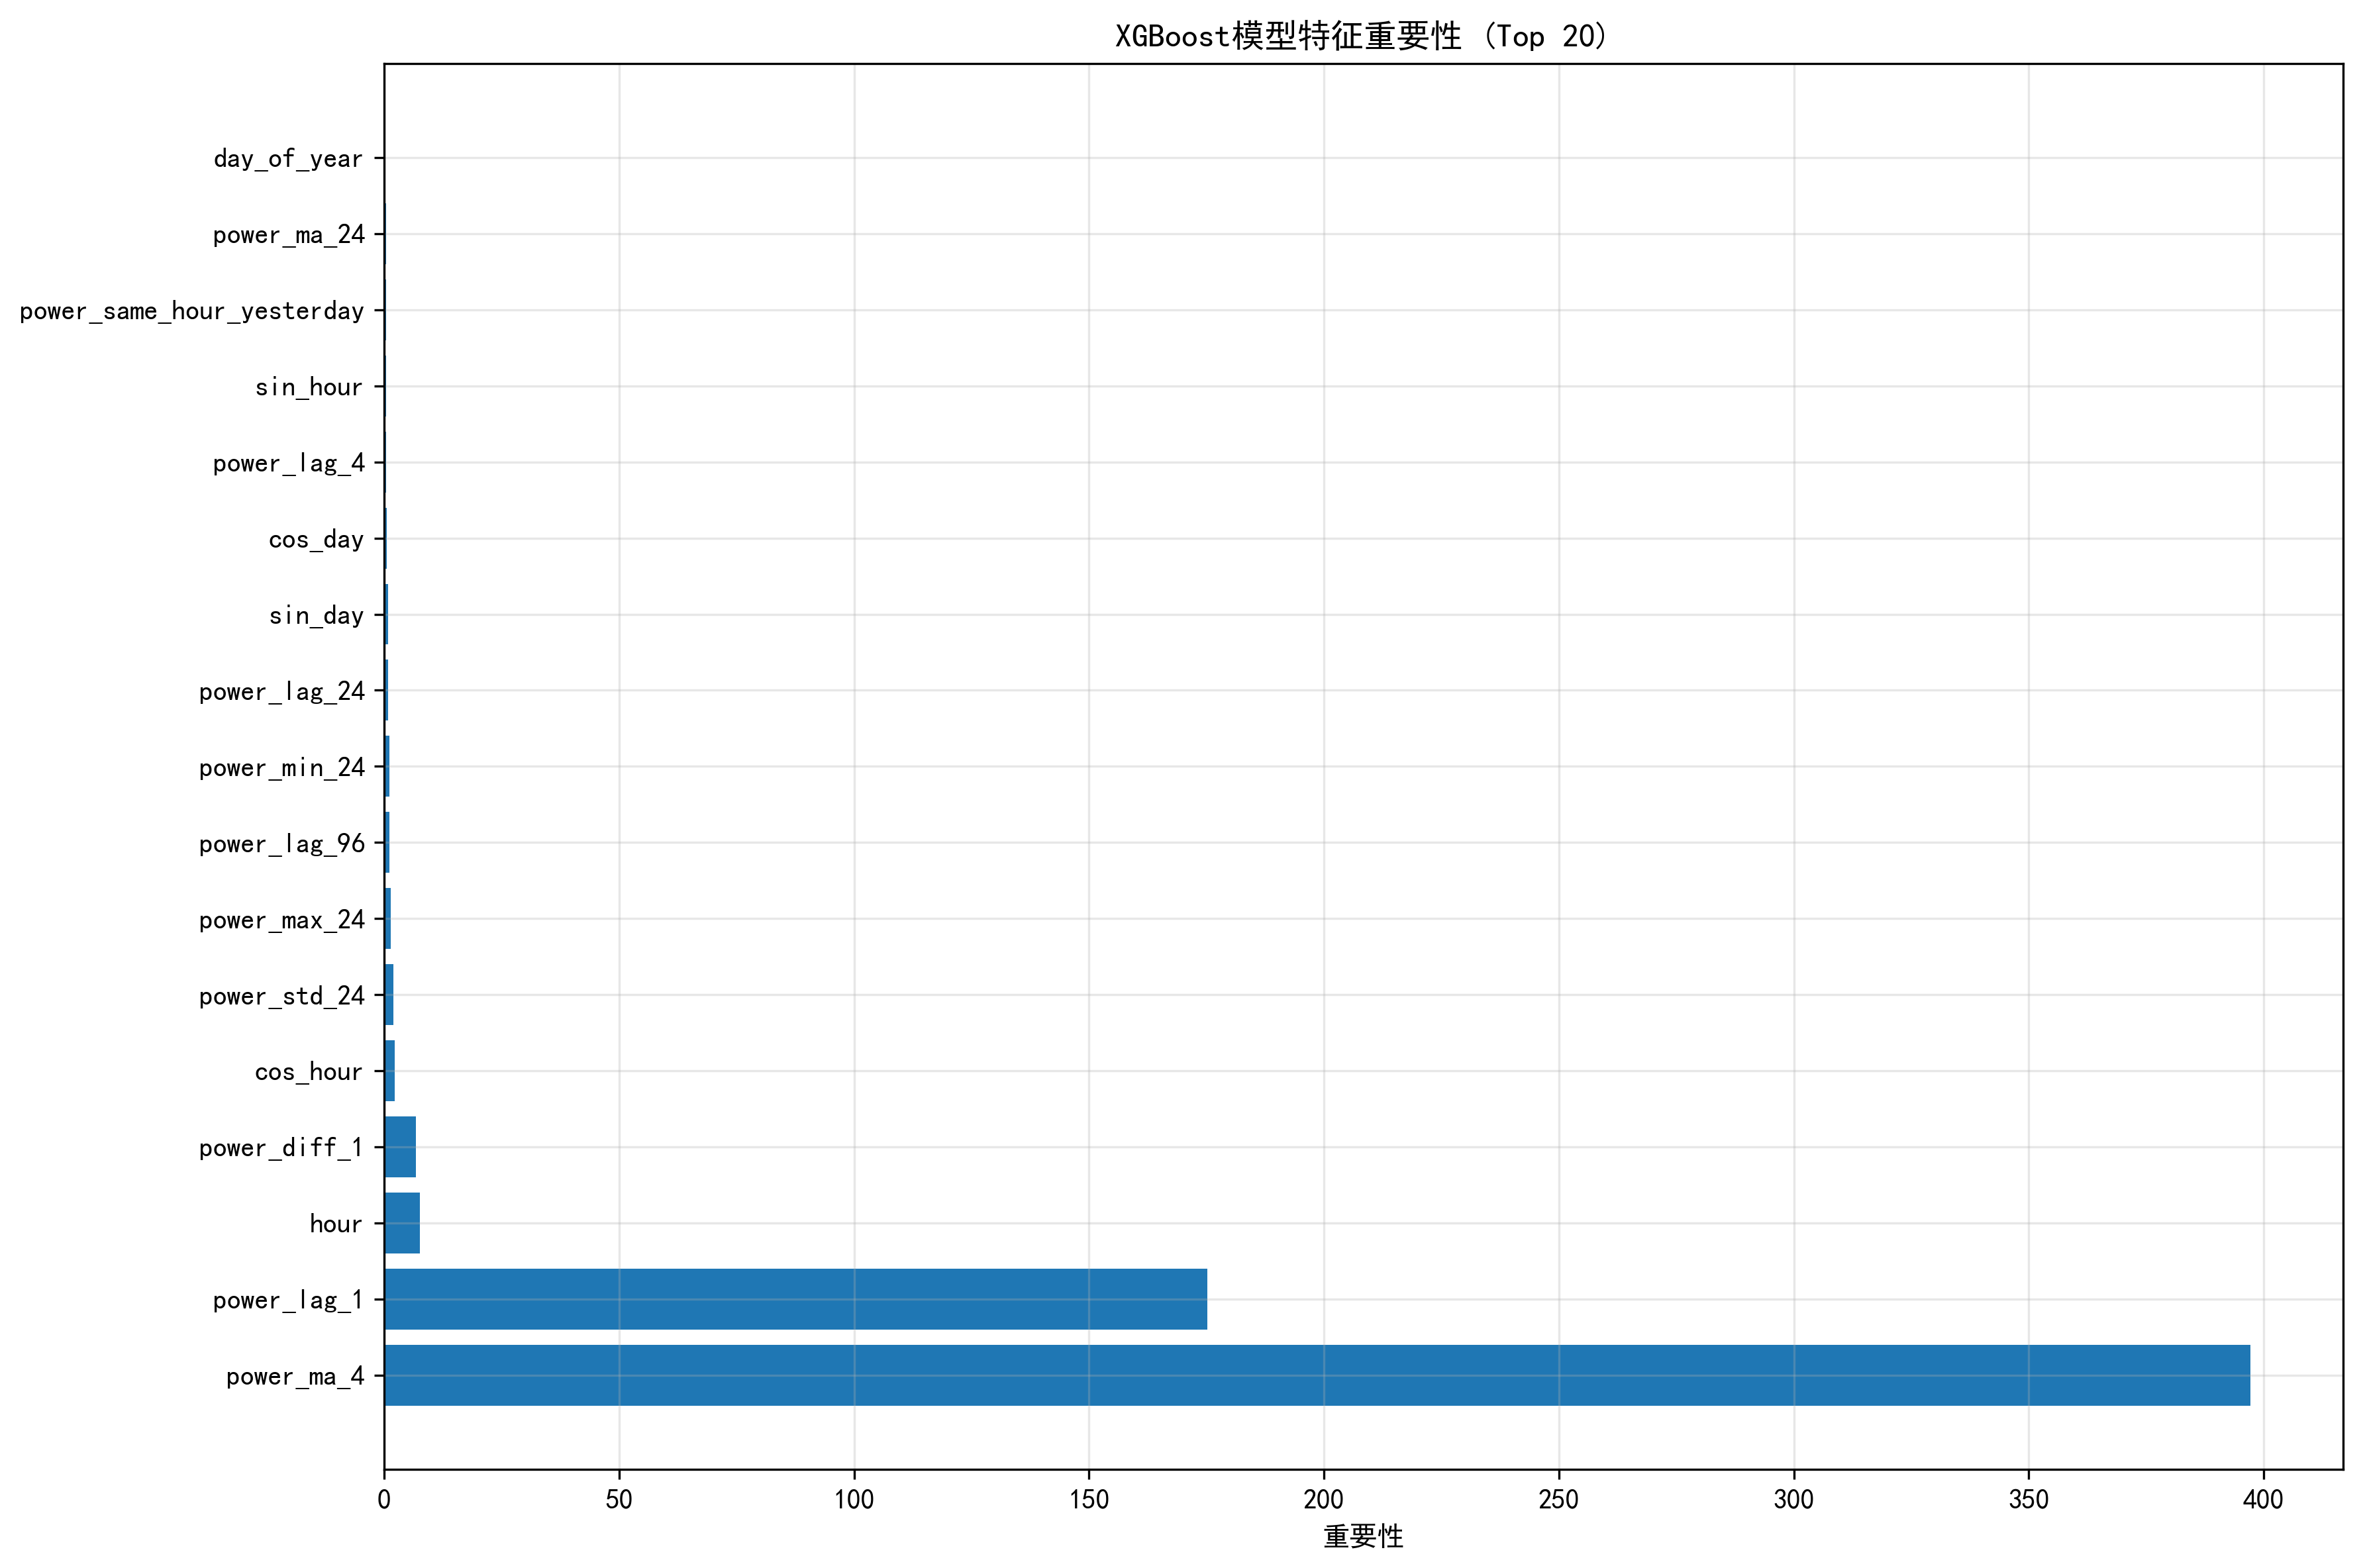 XGBoost模型特征重要性 (Top 20)
day_of_year
power_ma_24
power_same_hour_yesterday
sin_hour
power_lag_4
cos_day
sin_day
power_lag_24
power_min_24
power_lag_96
power_max_24
power_std_24
cos_hour
power_diff_1
hour
power_lag_1
power_ma_4
0 50 100 150 200 250 300 350 400
重要性